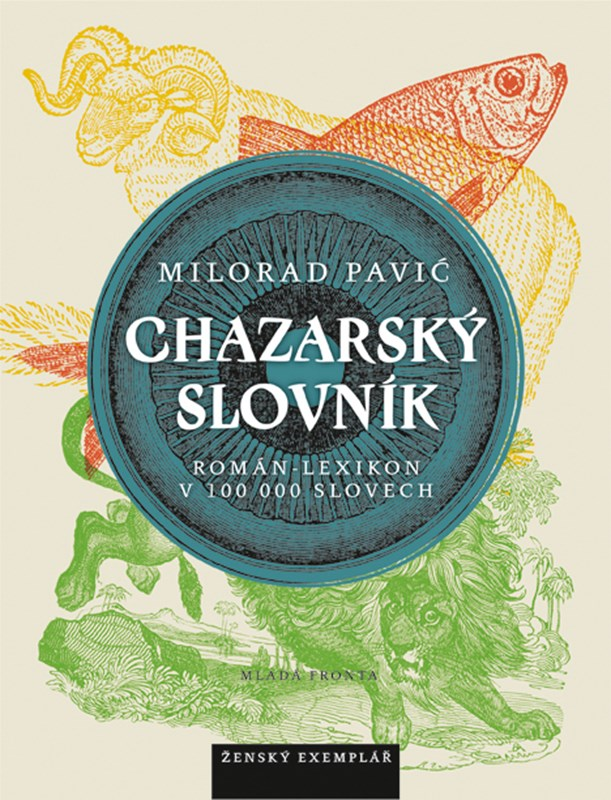 MILORAD PAVIĆ
CHAZARSKÝ
SLOVNÍK
ROMÁN-LEXIKON
V 100 000 SLOVECH
MLADÁ FRONTA
ŽENSKÝ EXEMPLÁŘ